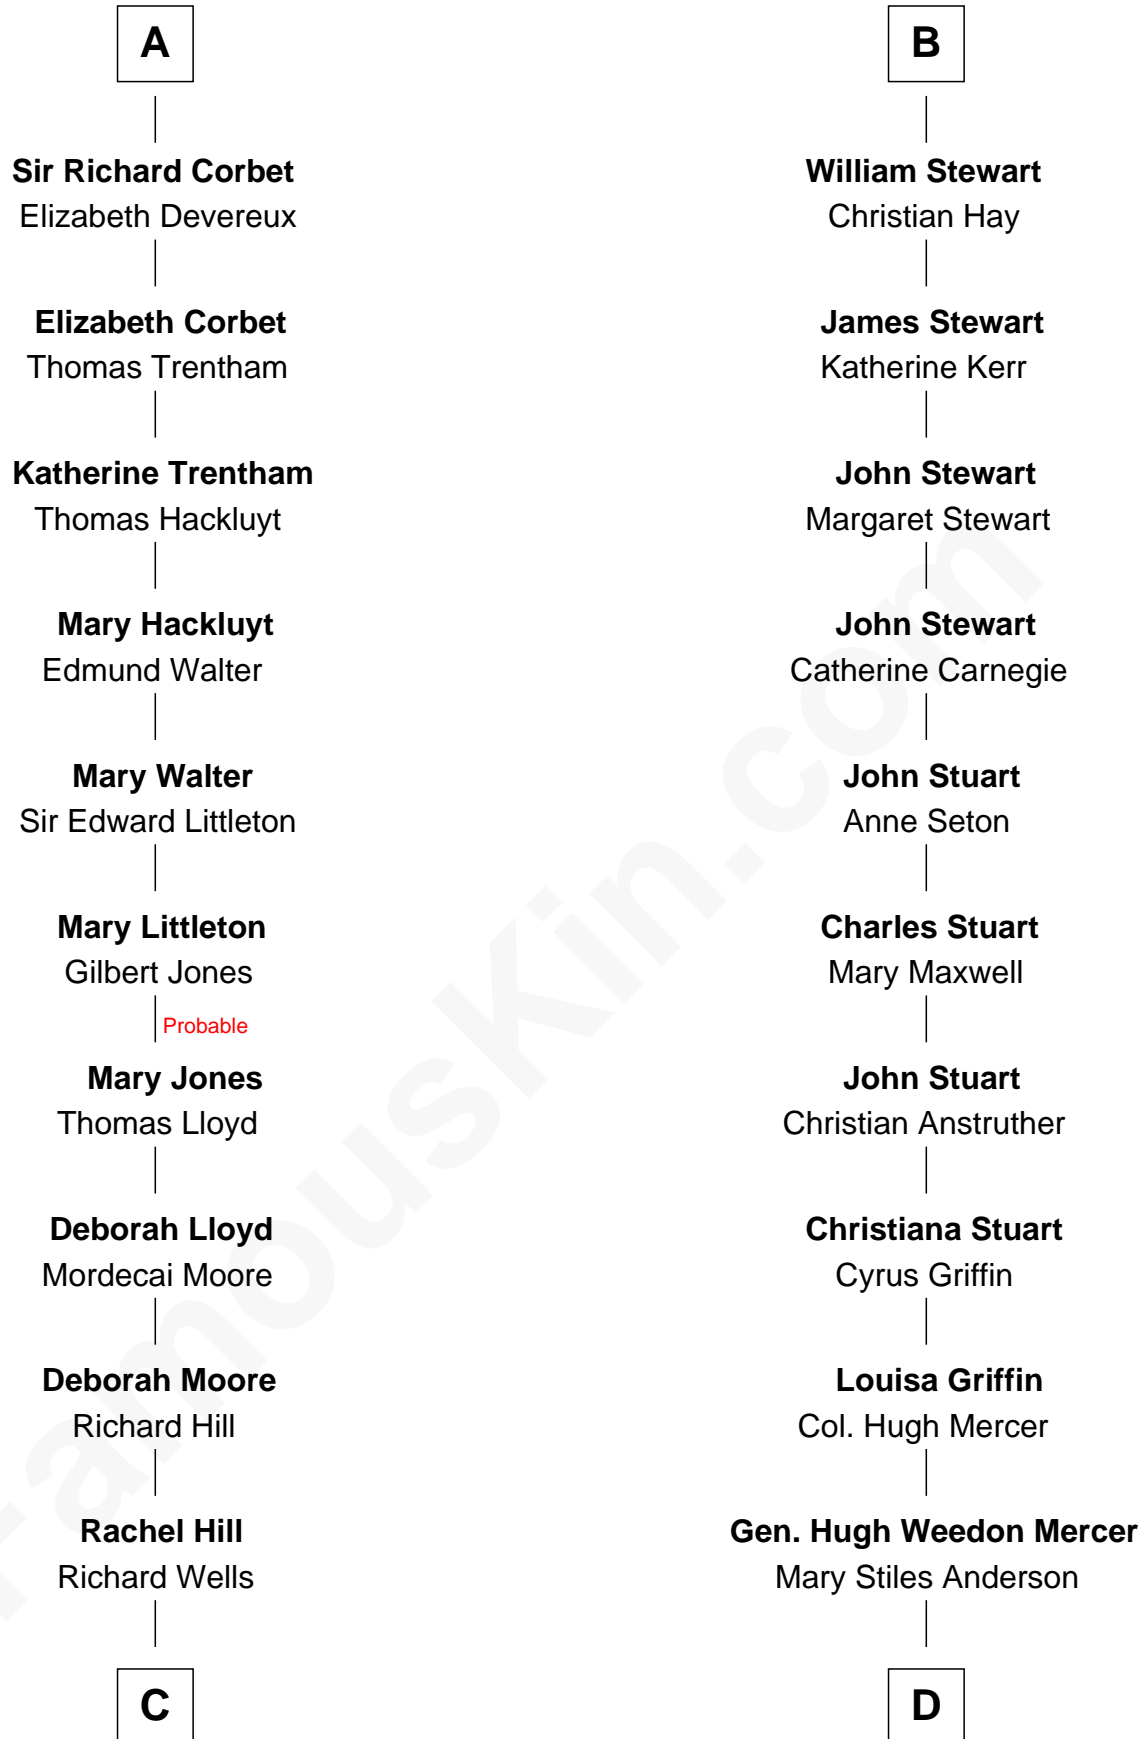 A
Sir Richard Corbet
Elizabeth Devereux
Elizabeth Corbet
Thomas Trentham
Katherine Trentham
Thomas Hackluyt
Mary Hackluyt
Edmund Walter
Mary Walter
Sir Edward Littleton
Mary Littleton
Gilbert Jones
Probable
Mary Jones
Thomas Lloyd
Deborah Lloyd
Mordecai Moore
Deborah Moore
Richard Hill
Rachel Hill
Richard Wells
C
B
William Stewart
Christian Hay
James Stewart
Katherine Kerr
John Stewart
Margaret Stewart
John Stewart
Catherine Carnegie
John Stuart
Anne Seton
Charles Stuart
Mary Maxwell
John Stuart
Christian Anstruther
Christiana Stuart
Cyrus Griffin
Louisa Griffin
Col. Hugh Mercer
Gen. Hugh Weedon Mercer
Mary Stiles Anderson
D
FamousKin.com